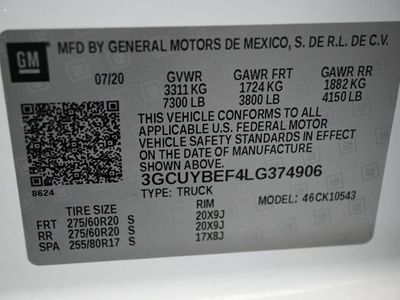 GM
MFD BY GENERAL MOTORS DE MEXICO, S. DE R.L. DE C.V.
07/20 GVWR GAWR FRT GAWR RR
3311 KG 1724 KG 1882 KG
7300 LB 3800 LB 4150 LB
THIS VEHICLE CONFORMS TO ALL
APPLICABLE U.S. FEDERAL MOTOR
VEHICLE SAFETY STANDARDS IN EFFECT
ON THE DATE OF MANUFACTURE
SHOWN ABOVE.
3GCUYBEF4LG374906
8624 TYPE: TRUCK MODEL: 46CK10543
TIRE SIZE RIM
FRT 275/60R20 S 20X9J
RR 275/60R20 S 20X9J
SPA 255/80R17 S 17X8J